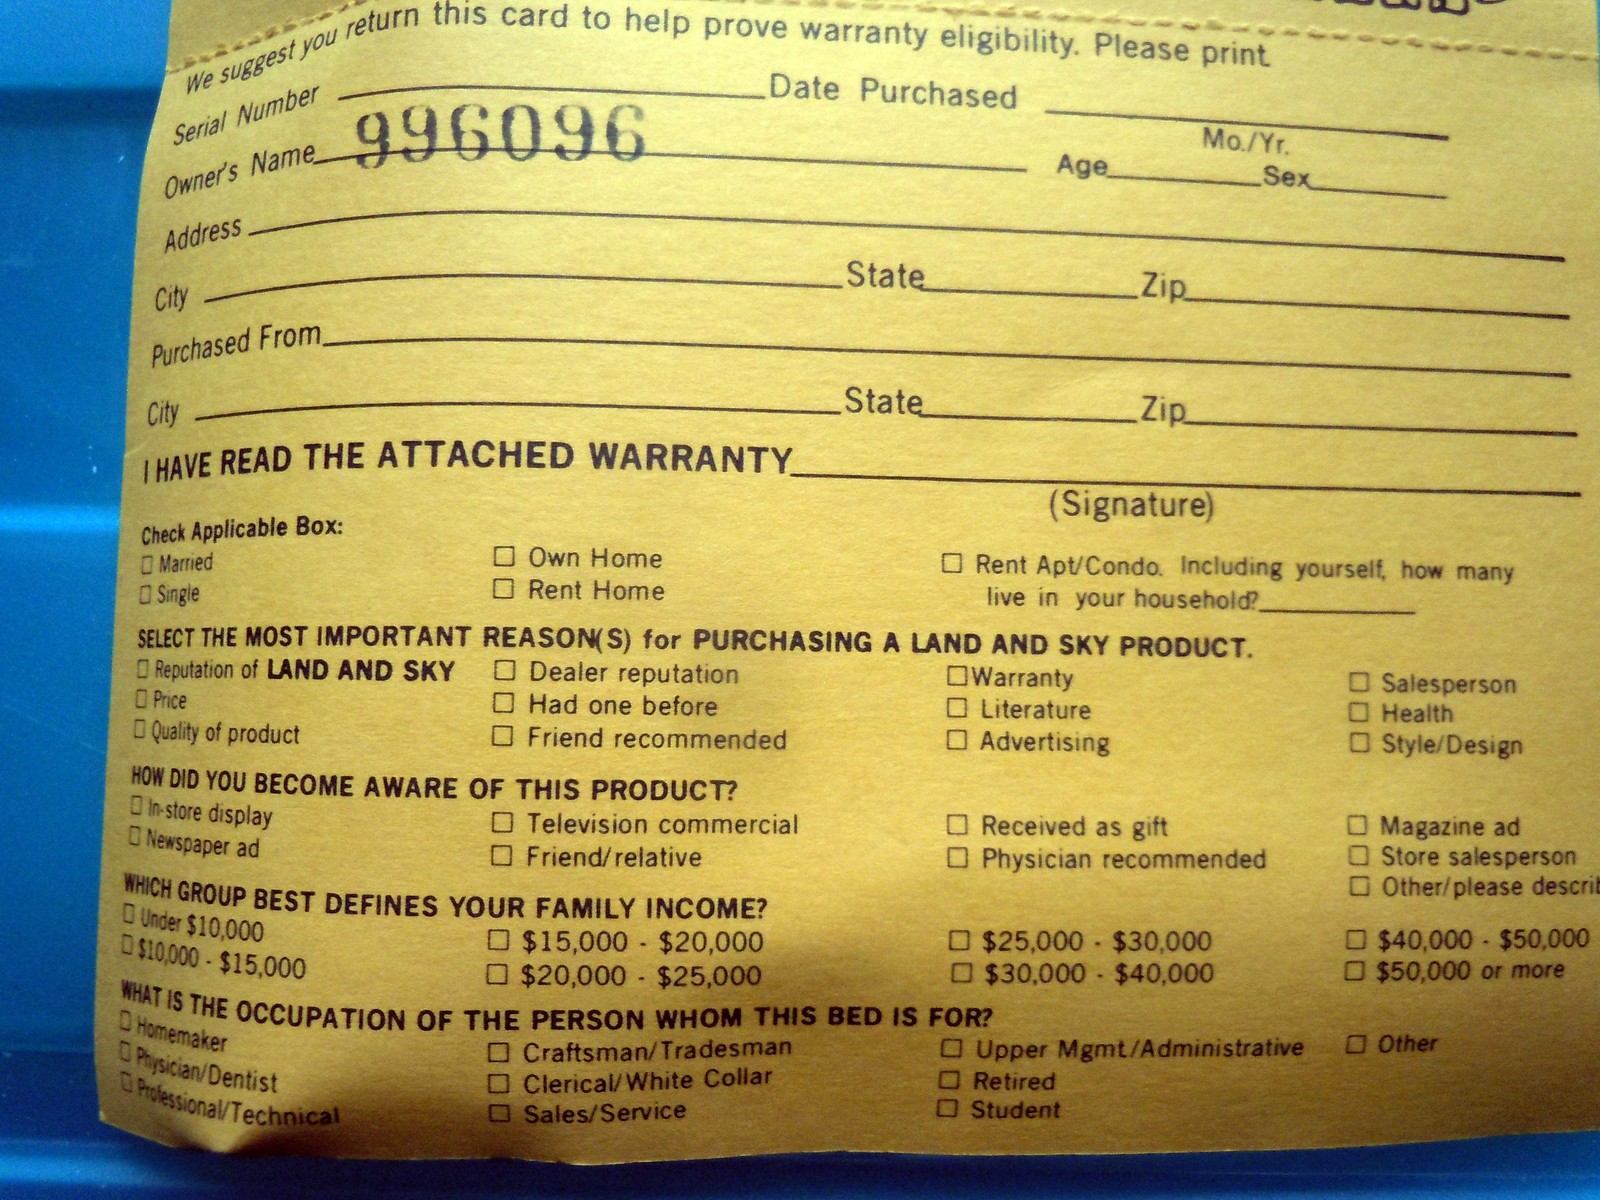 We suggest you return this card to help prove warranty eligibility. Please print.
Serial Number Date Purchased
996096
Mo./Yr.
Owner's Name Age Sex
Address
City State Zip
Purchased From
City State Zip
I HAVE READ THE ATTACHED WARRANTY
(Signature)
Check Applicable Box:
Married Own Home Rent Apt/Condo. Including yourself, how many
Single Rent Home live in your household?
SELECT THE MOST IMPORTANT REASON(S) for PURCHASING A LAND AND SKY PRODUCT.
Reputation of LAND AND SKY Dealer reputation Warranty Salesperson
Price Had one before Literature Health
Quality of product Friend recommended Advertising Style/Design
HOW DID YOU BECOME AWARE OF THIS PRODUCT?
In-store display Television commercial Received as gift Magazine ad
Newspaper ad Friend/relative Physician recommended Store salesperson
Other/please
WHICH GROUP BEST DEFINES YOUR FAMILY INCOME?
Under $10,000 $15,000 - $20,000 $25,000 - $30,000 $40,000 - $50,000
$10,000 - $15,000 $20,000 - $25,000 $30,000 - $40,000 $50,000 or more
WHAT IS THE OCCUPATION OF THE PERSON WHOM THIS BED IS FOR?
Homemaker Craftsman/Tradesman Upper Mgmt./Administrative Other
Physician/Dentist Clerical/White Collar Retired
Professional/Technical Sales/Service Student